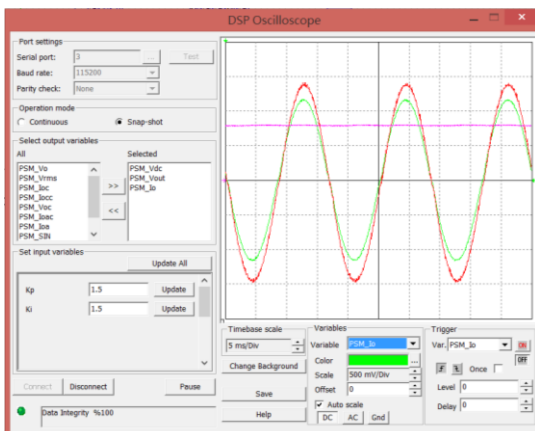 DSP Oscilloscope
Port settings
Serial port: 3 ... Test
Baud rate: 115200
Parity check: None
Operation mode
Continuous Snap-shot
Select output variables
All Selected
PSM_Vo PSM_Vdc
PSM_Vrms PSM_Vout
PSM_Ioc PSM_Io
PSM_Iocc >>
PSM_Voc
PSM_Ioac <<
PSM_Ioa
PSM_SIN
Set input variables
Update All
Kp 1.5 Update
Ki 1.5 Update
Connect Disconnect Pause
Data Integrity %100
Timebase scale
5 ms/Div
Change Background
Save
Help
Variables
Variable PSM_Io
Color ...
Scale 500 mV/Div
Offset 0
Auto scale
DC AC Gnd
Trigger
Var. PSM_Io ON
OFF
Once
Level 0
Delay 0